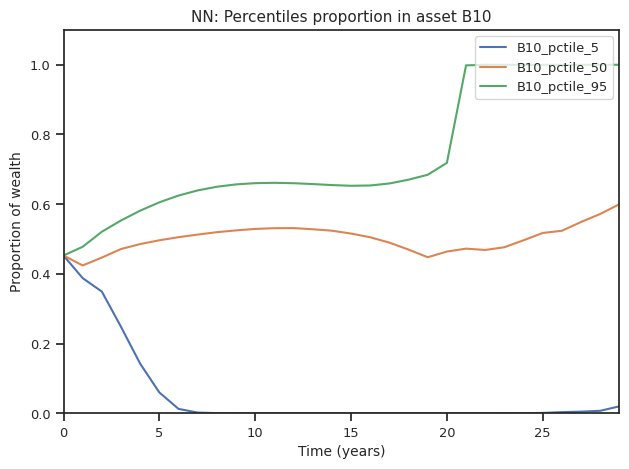 NN: Percentiles proportion in asset B10
B10_pctile_5
B10_pctile_50
B10_pctile_95
Proportion of wealth
1.0
0.8
0.6
0.4
0.2
0.0
0 5 10 15 20 25
Time (years)